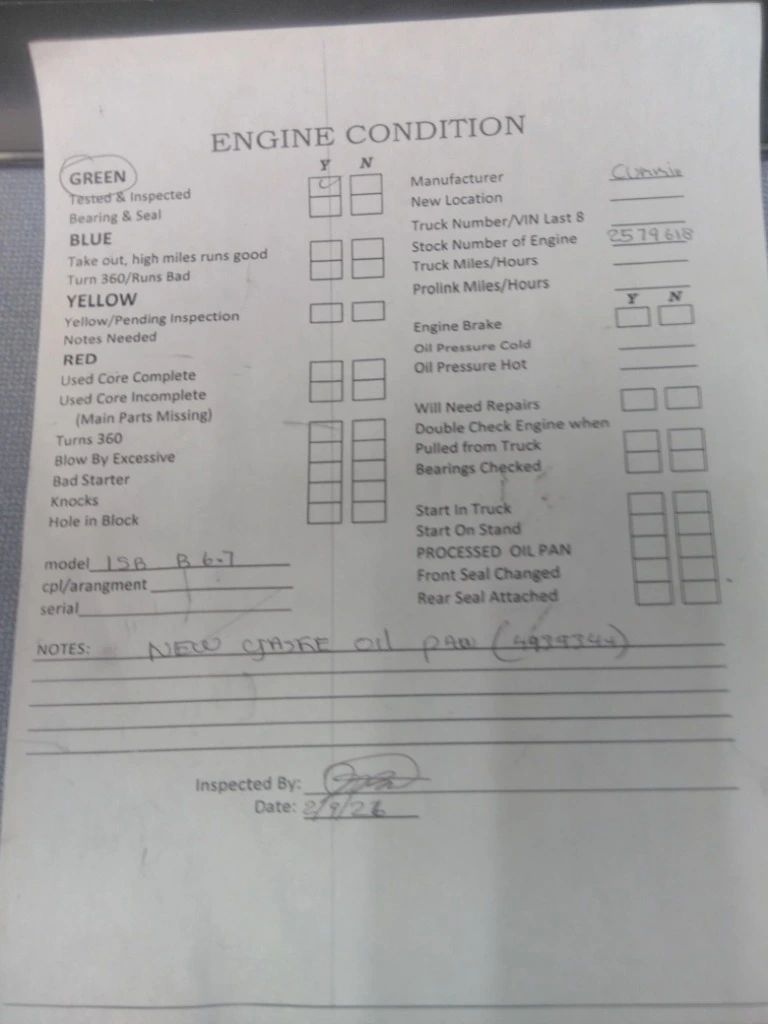 ENGINE CONDITION
Y N
GREEN
Tested & Inspected
Bearing & Seal
BLUE
Take out, high miles runs good
Turn 360/Runs Bad
YELLOW
Yellow/Pending Inspection
Notes Needed
RED
Used Core Complete
Used Core Incomplete
(Main Parts Missing)
Turns 360
Blow By Excessive
Bad Starter
Knocks
Hole in Block
model ISB B 6.7
cpl/arangment
serial
Manufacturer
New Location
Truck Number/VIN Last 8
Stock Number of Engine 2579618
Truck Miles/Hours
Prolink Miles/Hours
Y N
Engine Brake
Oil Pressure Cold
Oil Pressure Hot
Will Need Repairs
Double Check Engine when
Pulled from Truck
Bearings Checked
Start In Truck
Start On Stand
PROCESSED OIL PAN
Front Seal Changed
Rear Seal Attached
NOTES: NEW OIL PAN (4939344)
Inspected By:
Date: 2/9/26